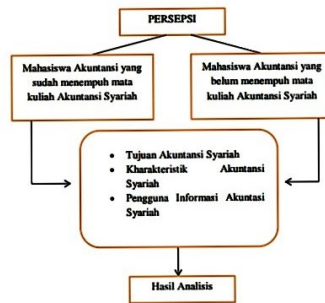 PERSEPSI
Mahasiswa Akuntansi yang
sudah menempuh mata
kuliah Akuntansi Syariah
Mahasiswa Akuntansi yang
belum menempuh mata
kuliah Akuntansi Syariah
• Tujuan Akuntansi Syariah
• Kharakteristik Akuntansi
Syariah
• Pengguna Informasi Akuntasi
Syariah
Hasil Analisis